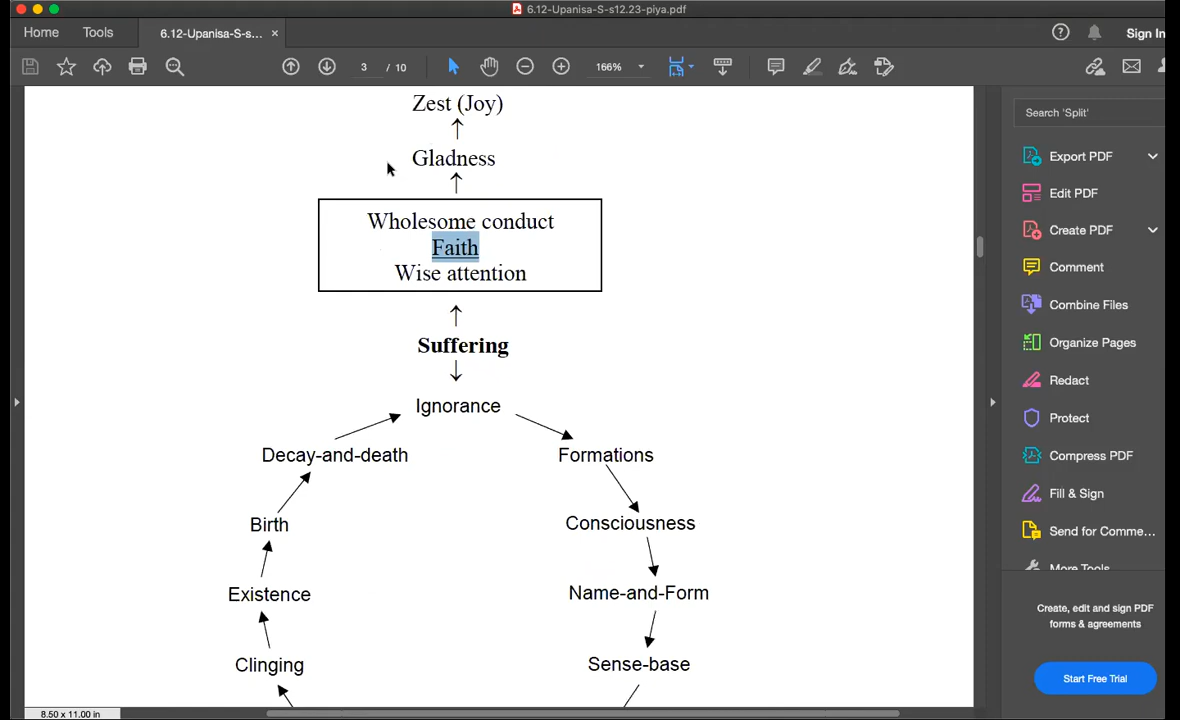 6.12-Upanisa-S-s12.23-piya.pdf
Home
Tools
6.12-Upanisa-S-s... ×
Sign In
3 / 10
166%
Search 'Split'
Zest (Joy)
Gladness
Wholesome conduct
Faith
Wise attention
Suffering
Ignorance
Decay-and-death
Formations
Birth
Consciousness
Existence
Name-and-Form
Clinging
Sense-base
8.50 x 11.00 in
Export PDF
Edit PDF
Create PDF
Comment
Combine Files
Organize Pages
Redact
Protect
Compress PDF
Fill & Sign
Send for Comme...
More Tools
Create, edit and sign PDF
forms & agreements
Start Free Trial